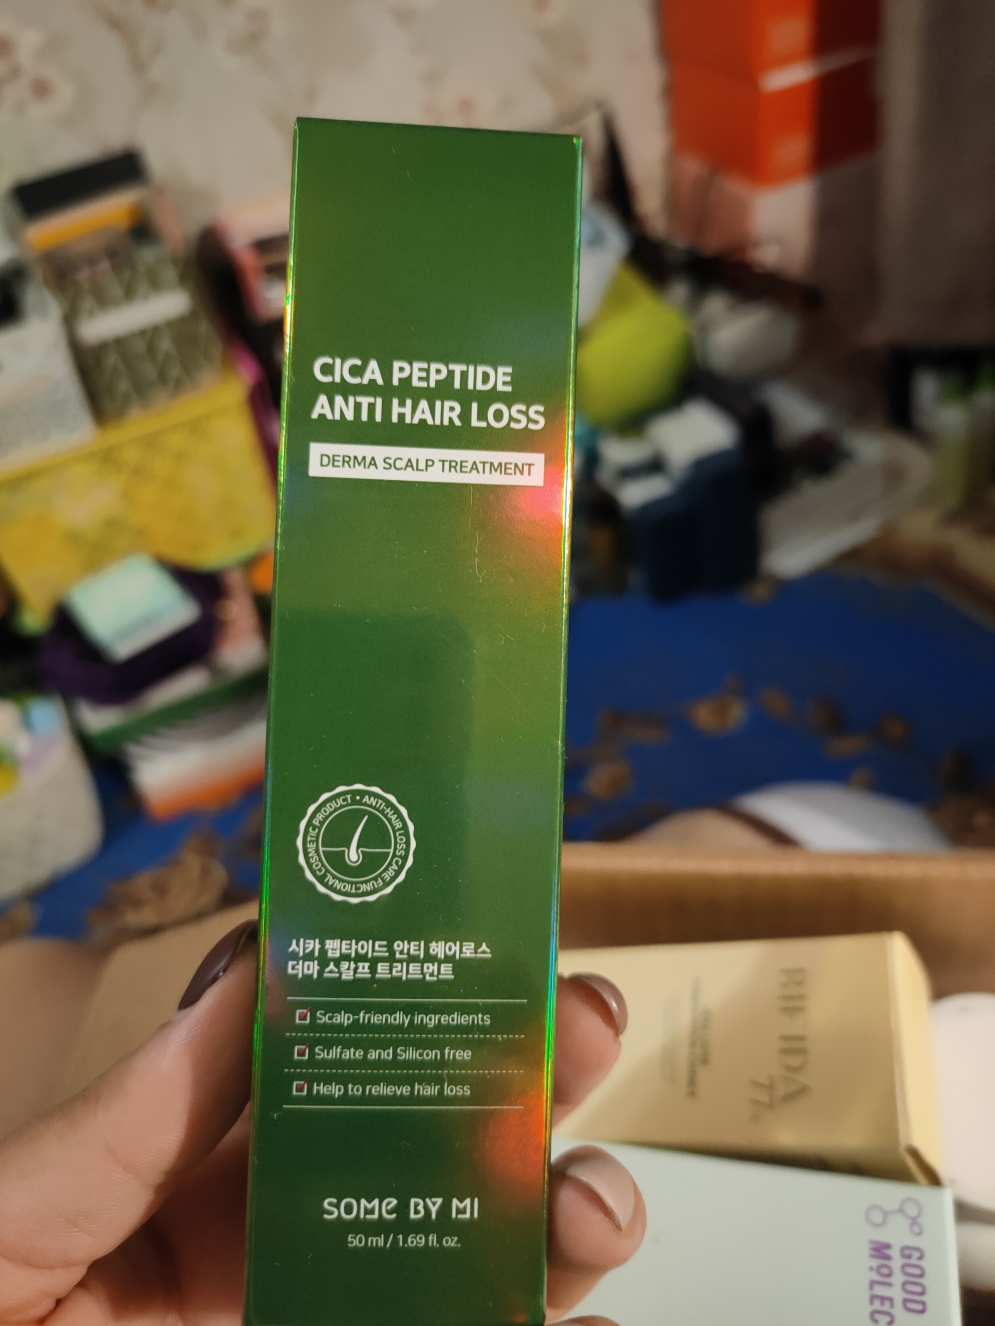 CICA PEPTIDE
ANTI HAIR LOSS
DERMA SCALP TREATMENT
ANTI-HAIR LOSS CARE FUNCTIONAL COSMETIC PRODUCT •
시카 펩타이드 안티 헤어로스
더마 스칼프 트리트먼트
Scalp-friendly ingredients
Sulfate and Silicon free
Help to relieve hair loss
SOME BY MI
50 ml / 1.69 fl. oz.
GOOD
MOLEC